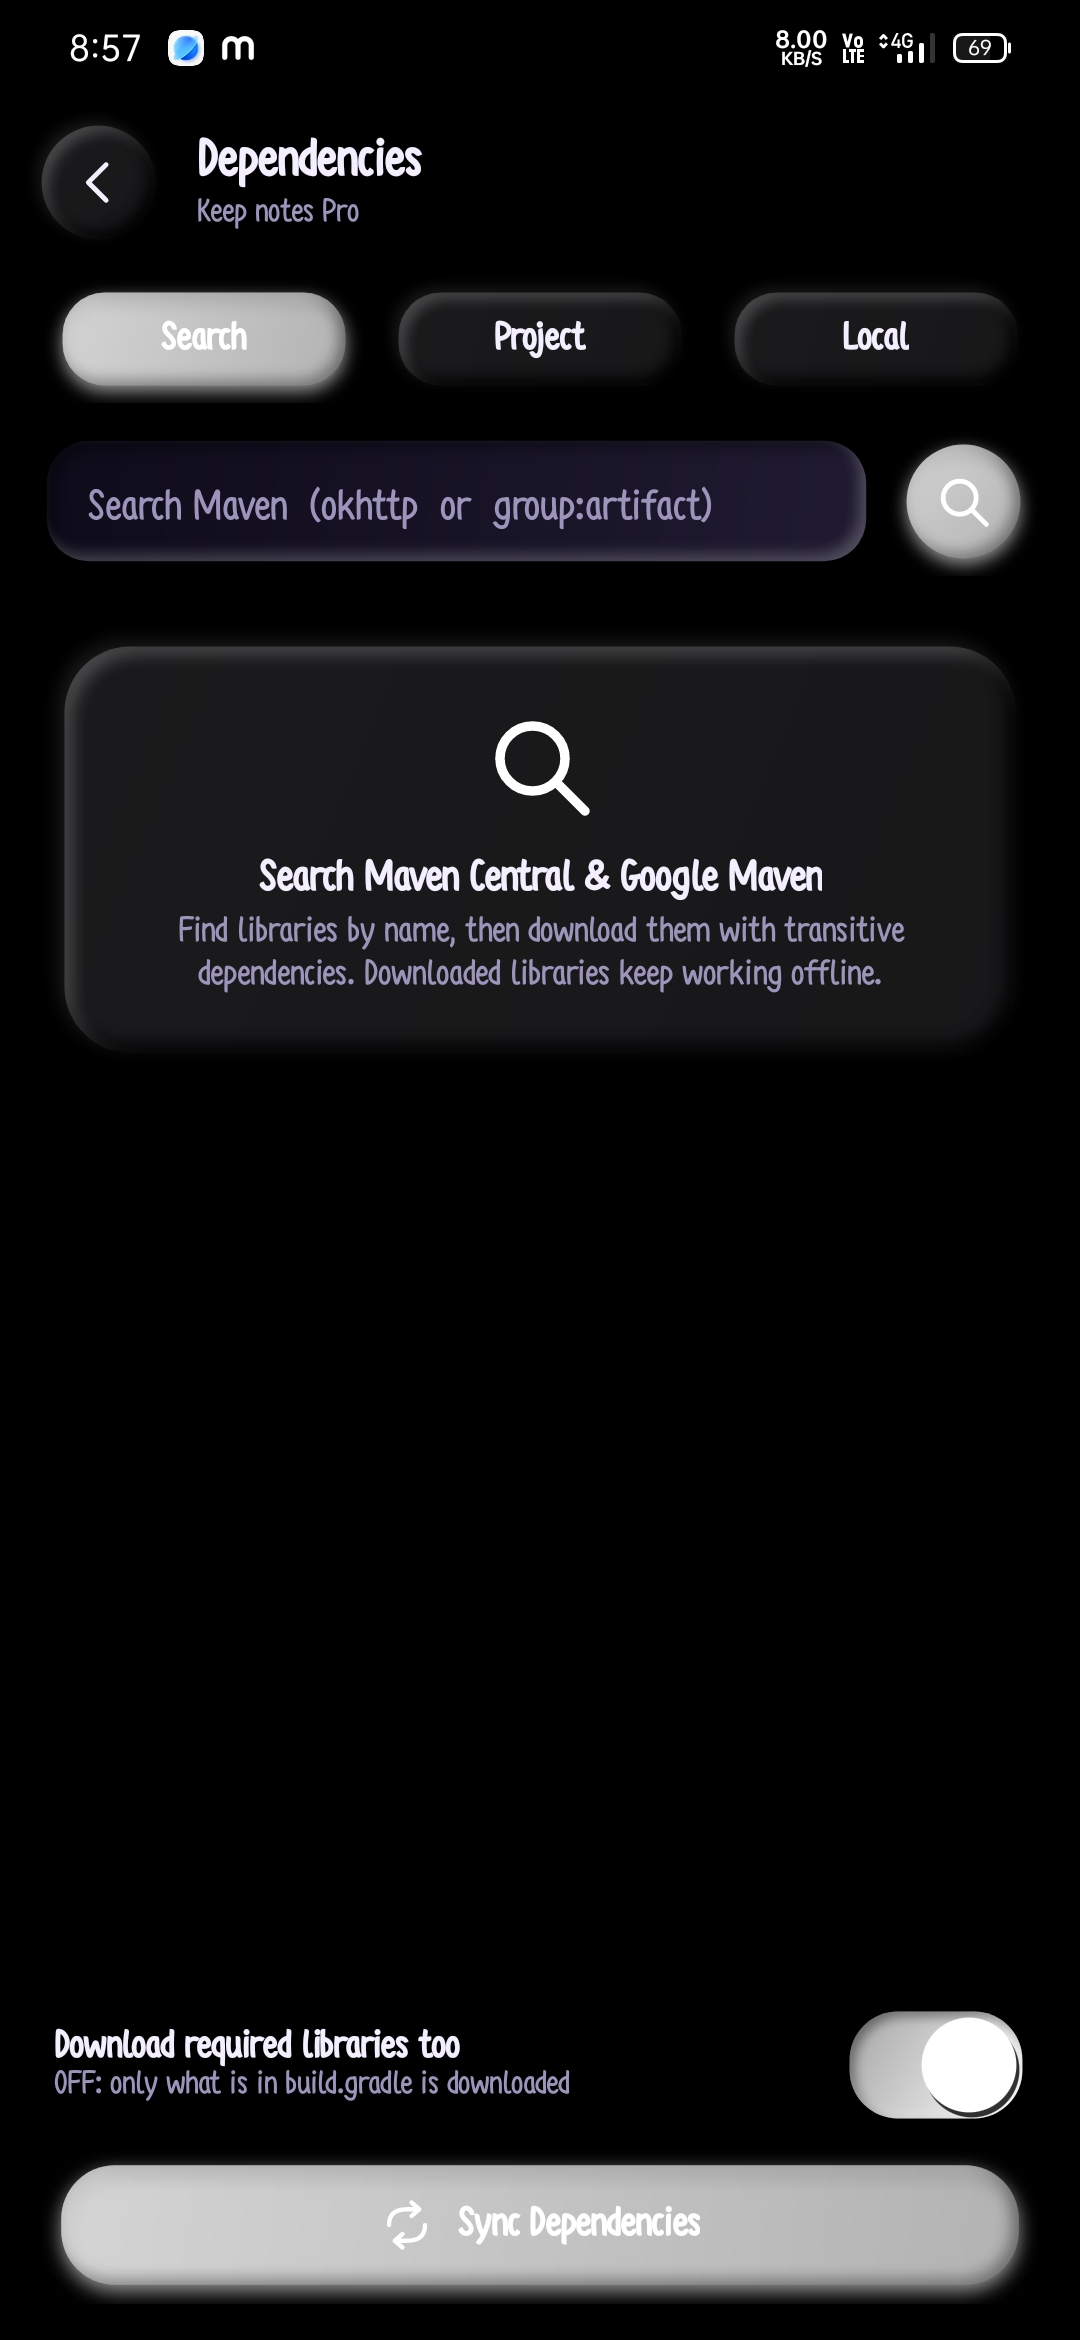 8:57
m
8.00
KB/S
Vo
LTE
4G
69
Dependencies
Keep notes Pro
Search
Project
Local
Search Maven (okhttp or group:artifact)
Search Maven Central & Google Maven
Find libraries by name, then download them with transitive
dependencies. Downloaded libraries keep working offline.
Download required libraries too
OFF: only what is in build.gradle is downloaded
Sync Dependencies